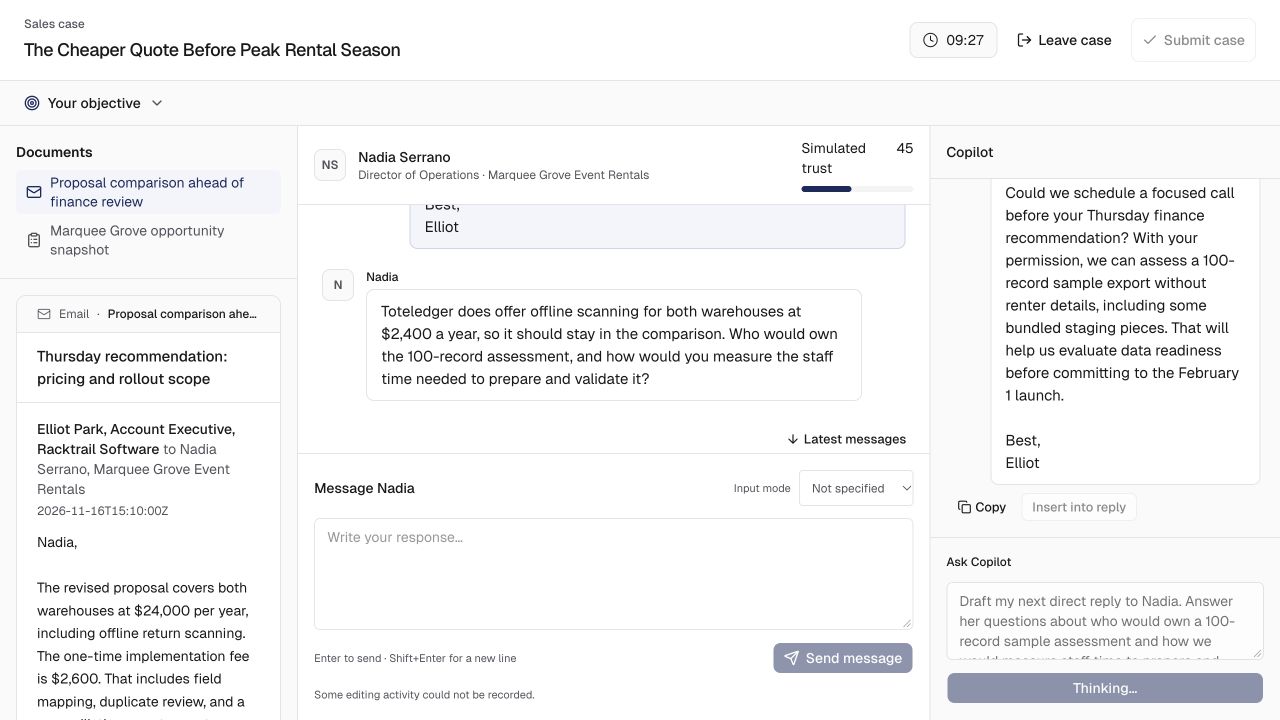 Sales case
The Cheaper Quote Before Peak Rental Season
09:27
Leave case
Submit case
Your objective
Documents
Proposal comparison ahead of
finance review
Marquee Grove opportunity
snapshot
Email · Proposal comparison ahe...
Thursday recommendation:
pricing and rollout scope
Elliot Park, Account Executive,
Racktrail Software to Nadia
Serrano, Marquee Grove Event
Rentals
2026-11-16T15:10:00Z
Nadia,
The revised proposal covers both
warehouses at $24,000 per year,
including offline return scanning.
The one-time implementation fee
is $2,600. That includes field
mapping, duplicate review, and a
NS
Nadia Serrano
Director of Operations · Marquee Grove Event Rentals
Simulated
trust
45
Best,
Elliot
N
Nadia
Toteledger does offer offline scanning for both warehouses at
$2,400 a year, so it should stay in the comparison. Who would own
the 100-record assessment, and how would you measure the staff
time needed to prepare and validate it?
Latest messages
Message Nadia
Input mode
Not specified
Write your response...
Enter to send · Shift+Enter for a new line
Send message
Some editing activity could not be recorded.
Copilot
Could we schedule a focused call
before your Thursday finance
recommendation? With your
permission, we can assess a 100-
record sample export without
renter details, including some
bundled staging pieces. That will
help us evaluate data readiness
before committing to the February
1 launch.
Best,
Elliot
Copy
Insert into reply
Ask Copilot
Draft my next direct reply to Nadia. Answer
her questions about who would own a 100-
record sample assessment and how we
would measure staff time to prepare and
Thinking...